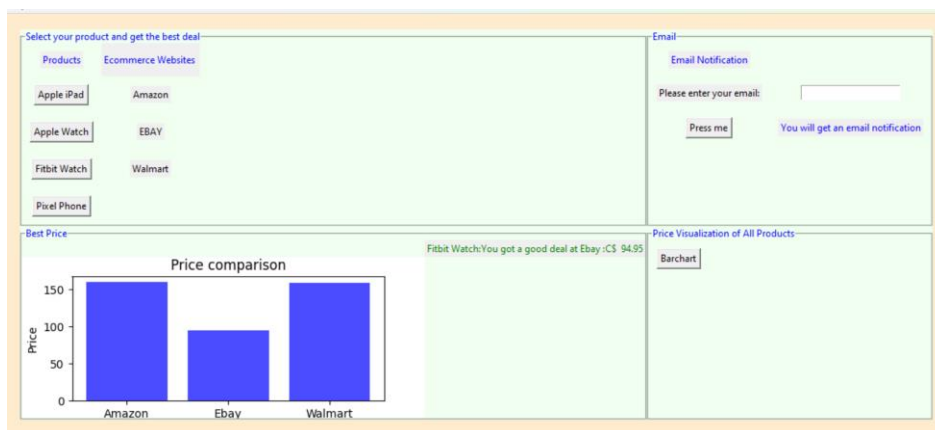 Select your product and get the best deal
Products
Ecommerce Websites
Apple iPad
Amazon
Apple Watch
EBAY
Fitbit Watch
Walmart
Pixel Phone
Email
Email Notification
Please enter your email:
Press me
You will get an email notification
Best Price
Fitbit Watch:You got a good deal at Ebay :C$ 94.95
Price comparison
Price
150
100
50
0
Amazon
Ebay
Walmart
Price Visualization of All Products
Barchart